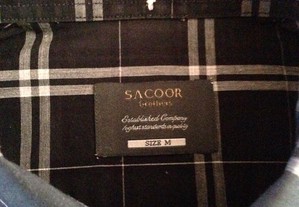 SACOOR
brothers
Established Company
highest standards in quality
SIZE M